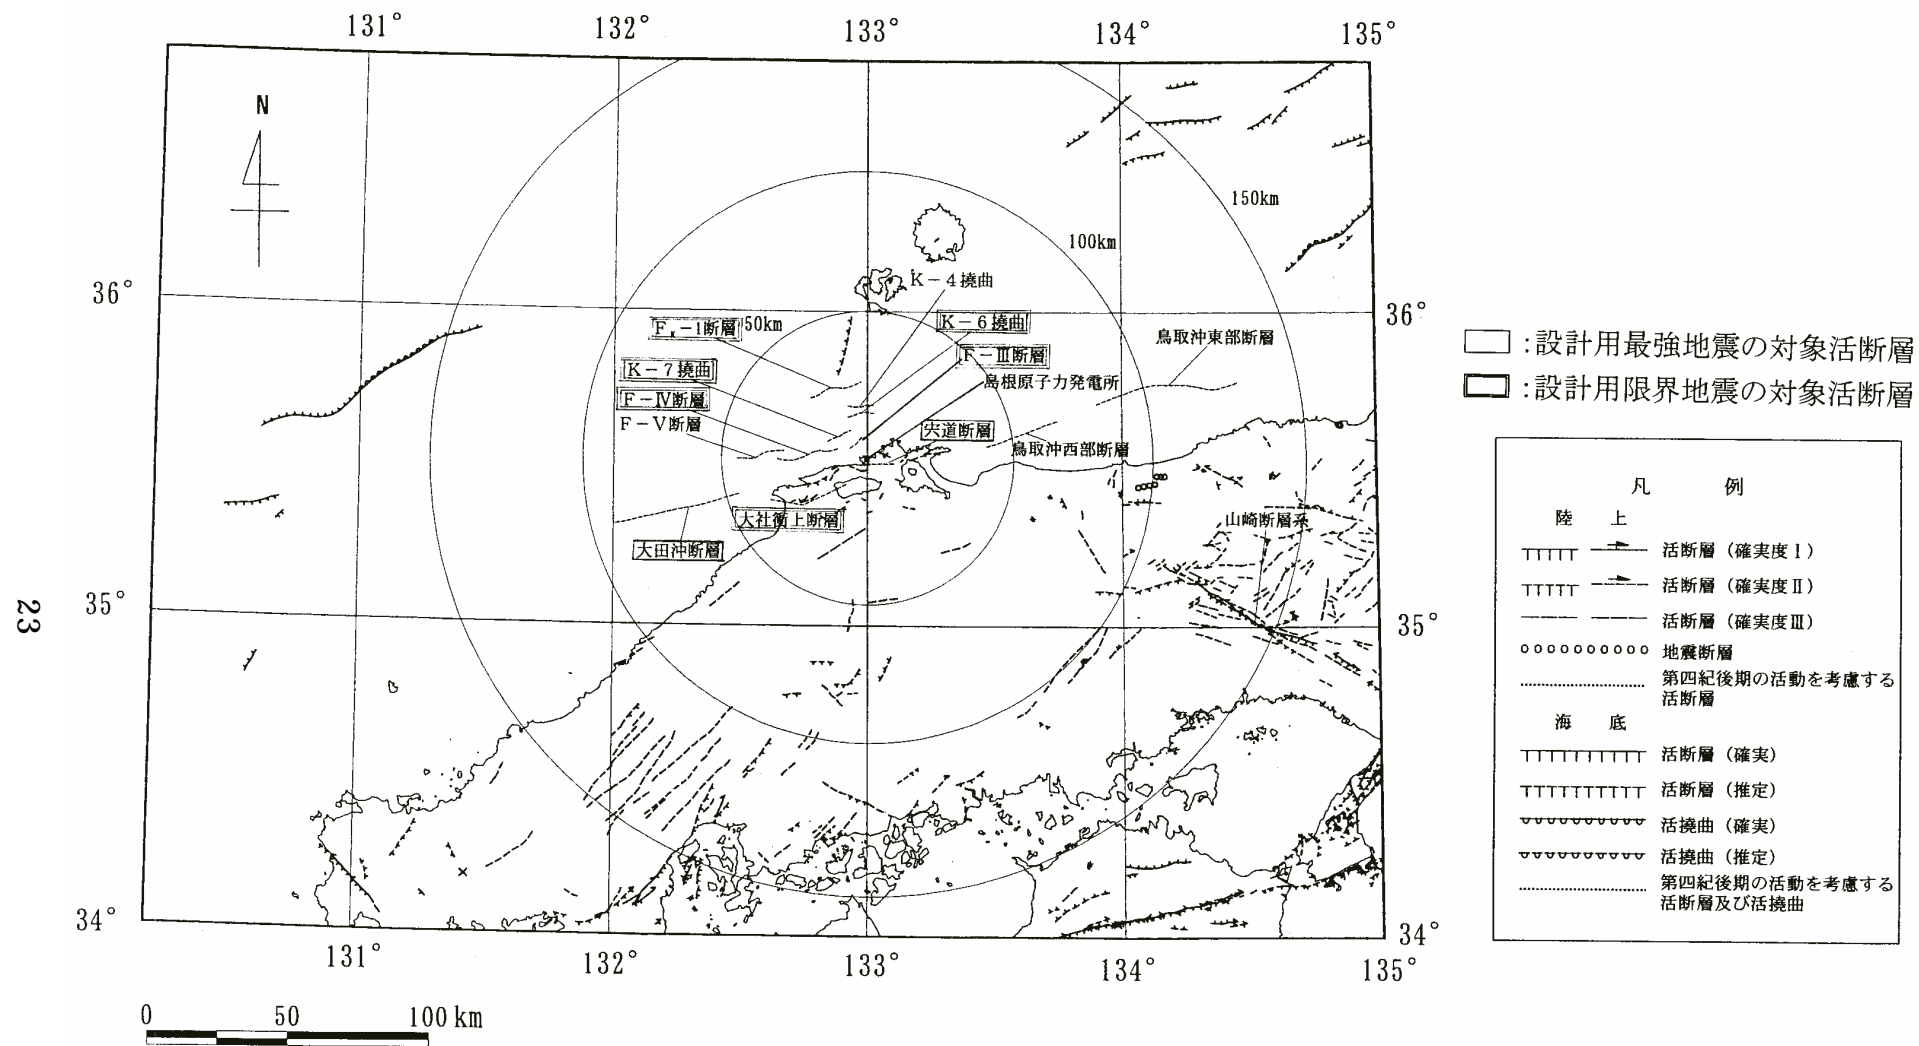 131° 132° 133° 134° 135°
N
150km
100km
K－4撓曲
36°
36°
F_K－1断層
50km
K－6撓曲
鳥取沖東部断層
F－Ⅲ断層
K－7撓曲
島根原子力発電所
F－Ⅳ断層
F－Ⅴ断層
宍道断層
鳥取沖西部断層
大社衝上断層
山崎断層系
大田沖断層
35°
35°
34°
34°
131° 132° 133° 134° 135°
0 50 100 km
23
：設計用最強地震の対象活断層
：設計用限界地震の対象活断層
凡 例
陸 上
活断層（確実度Ⅰ）
活断層（確実度Ⅱ）
活断層（確実度Ⅲ）
地震断層
第四紀後期の活動を考慮する
活断層
海 底
活断層（確実）
活断層（推定）
活撓曲（確実）
活撓曲（推定）
第四紀後期の活動を考慮する
活断層及び活撓曲